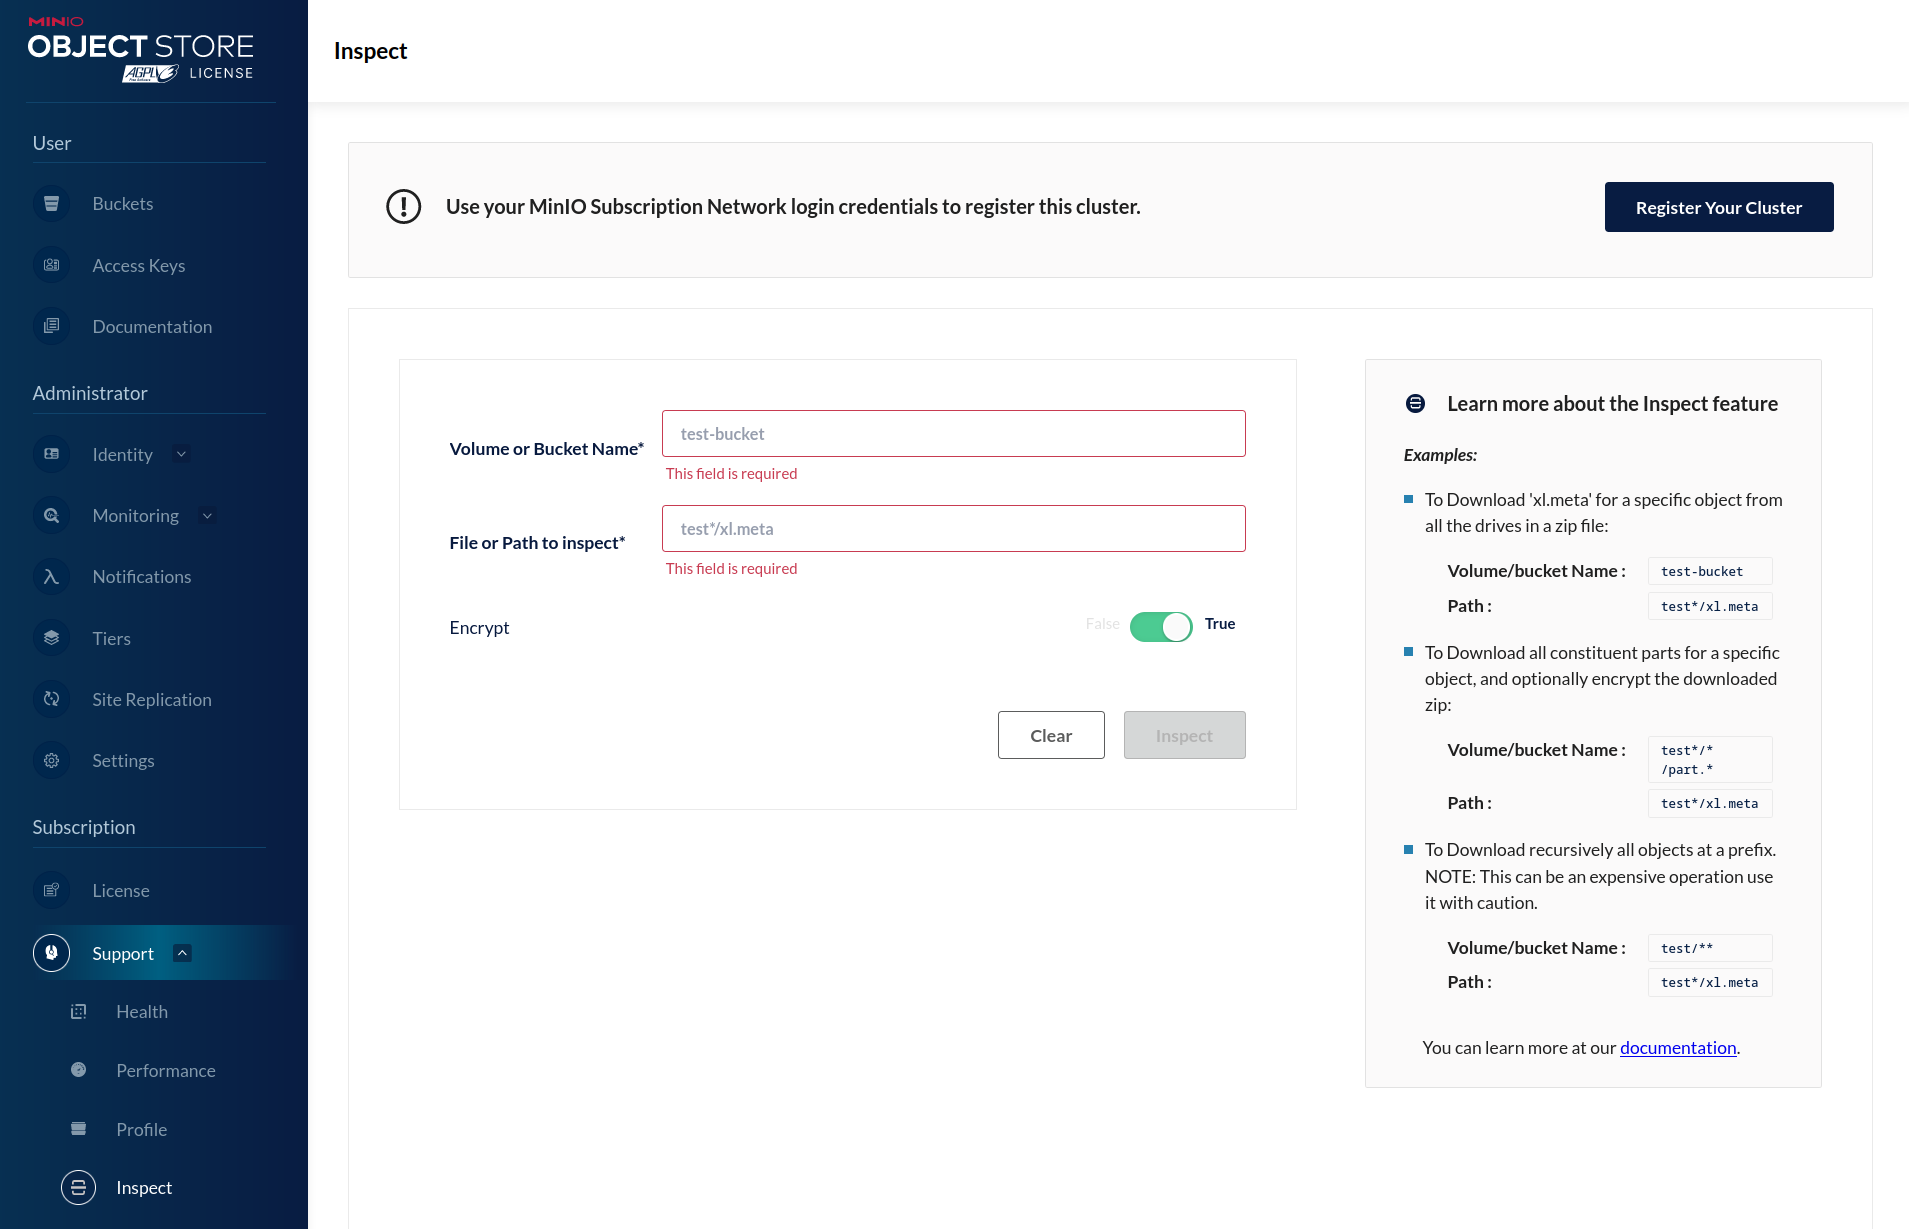 MINIO
OBJECT STORE
AGPLv3 LICENSE
User
Buckets
Access Keys
Documentation
Administrator
Identity
Monitoring
Notifications
Tiers
Site Replication
Settings
Subscription
License
Support
Health
Performance
Profile
Inspect
Inspect
Use your MinIO Subscription Network login credentials to register this cluster.
Register Your Cluster
Volume or Bucket Name*
test-bucket
This field is required
File or Path to inspect*
test*/xl.meta
This field is required
Encrypt
False
True
Clear
Inspect
Learn more about the Inspect feature
Examples:
To Download 'xl.meta' for a specific object from
all the drives in a zip file:
Volume/bucket Name : test-bucket
Path : test*/xl.meta
To Download all constituent parts for a specific
object, and optionally encrypt the downloaded
zip:
Volume/bucket Name : test*/*
/part.*
Path : test*/xl.meta
To Download recursively all objects at a prefix.
NOTE: This can be an expensive operation use
it with caution.
Volume/bucket Name : test/**
Path : test*/xl.meta
You can learn more at our documentation.